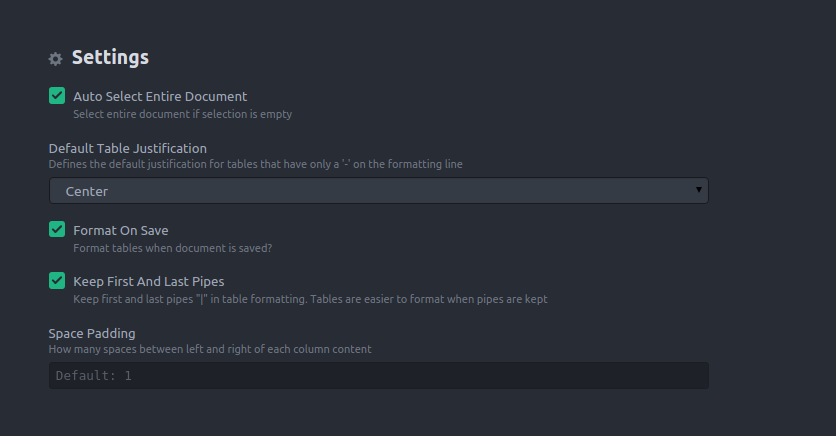 Settings
Auto Select Entire Document
Select entire document if selection is empty
Default Table Justification
Defines the default justification for tables that have only a '-' on the formatting line
Center
Format On Save
Format tables when document is saved?
Keep First And Last Pipes
Keep first and last pipes "|" in table formatting. Tables are easier to format when pipes are kept
Space Padding
How many spaces between left and right of each column content
Default: 1